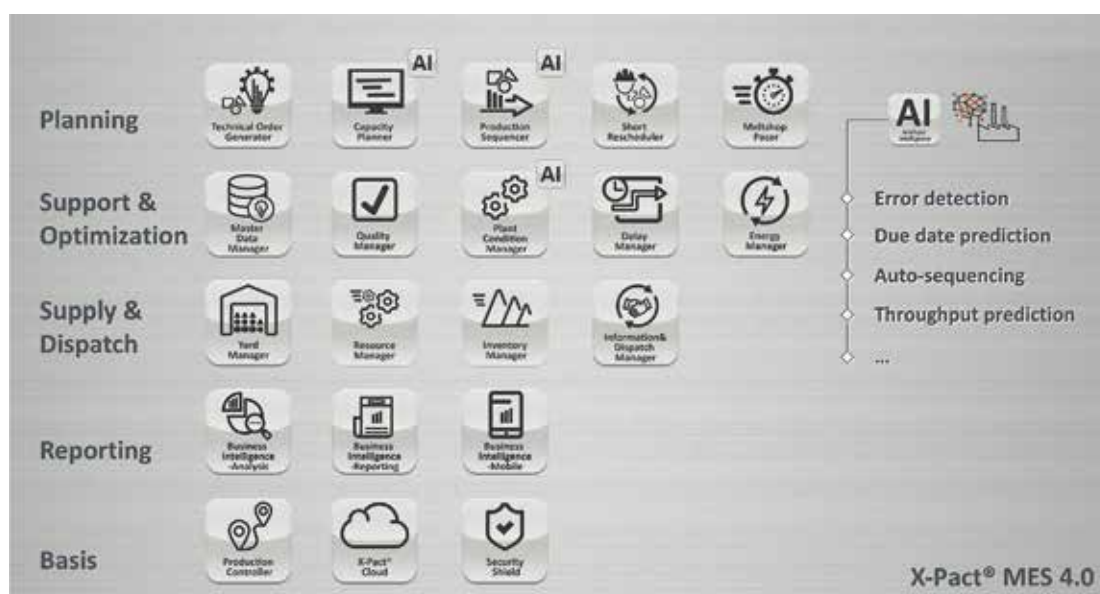 AI
AI
Planning
Technical Order
Generator
Capacity
Planner
Production
Sequencer
Short
Rescheduler
Meltshop
Pacer
AI
Artificial
Intelligence
AI
Support &
Optimization
Master
Data
Manager
Quality
Manager
Plant
Condition
Manager
Delay
Manager
Energy
Manager
Error detection
Due date prediction
Auto-sequencing
Throughput prediction
...
Supply &
Dispatch
Yard
Manager
Resource
Manager
Inventory
Manager
Information&
Dispatch
Manager
Reporting
Business
Intelligence
-Analysis
Business
Intelligence
-Reporting
Business
Intelligence
-Mobile
Basis
Production
Controller
X-Pact®
Cloud
Security
Shield
X-Pact® MES 4.0